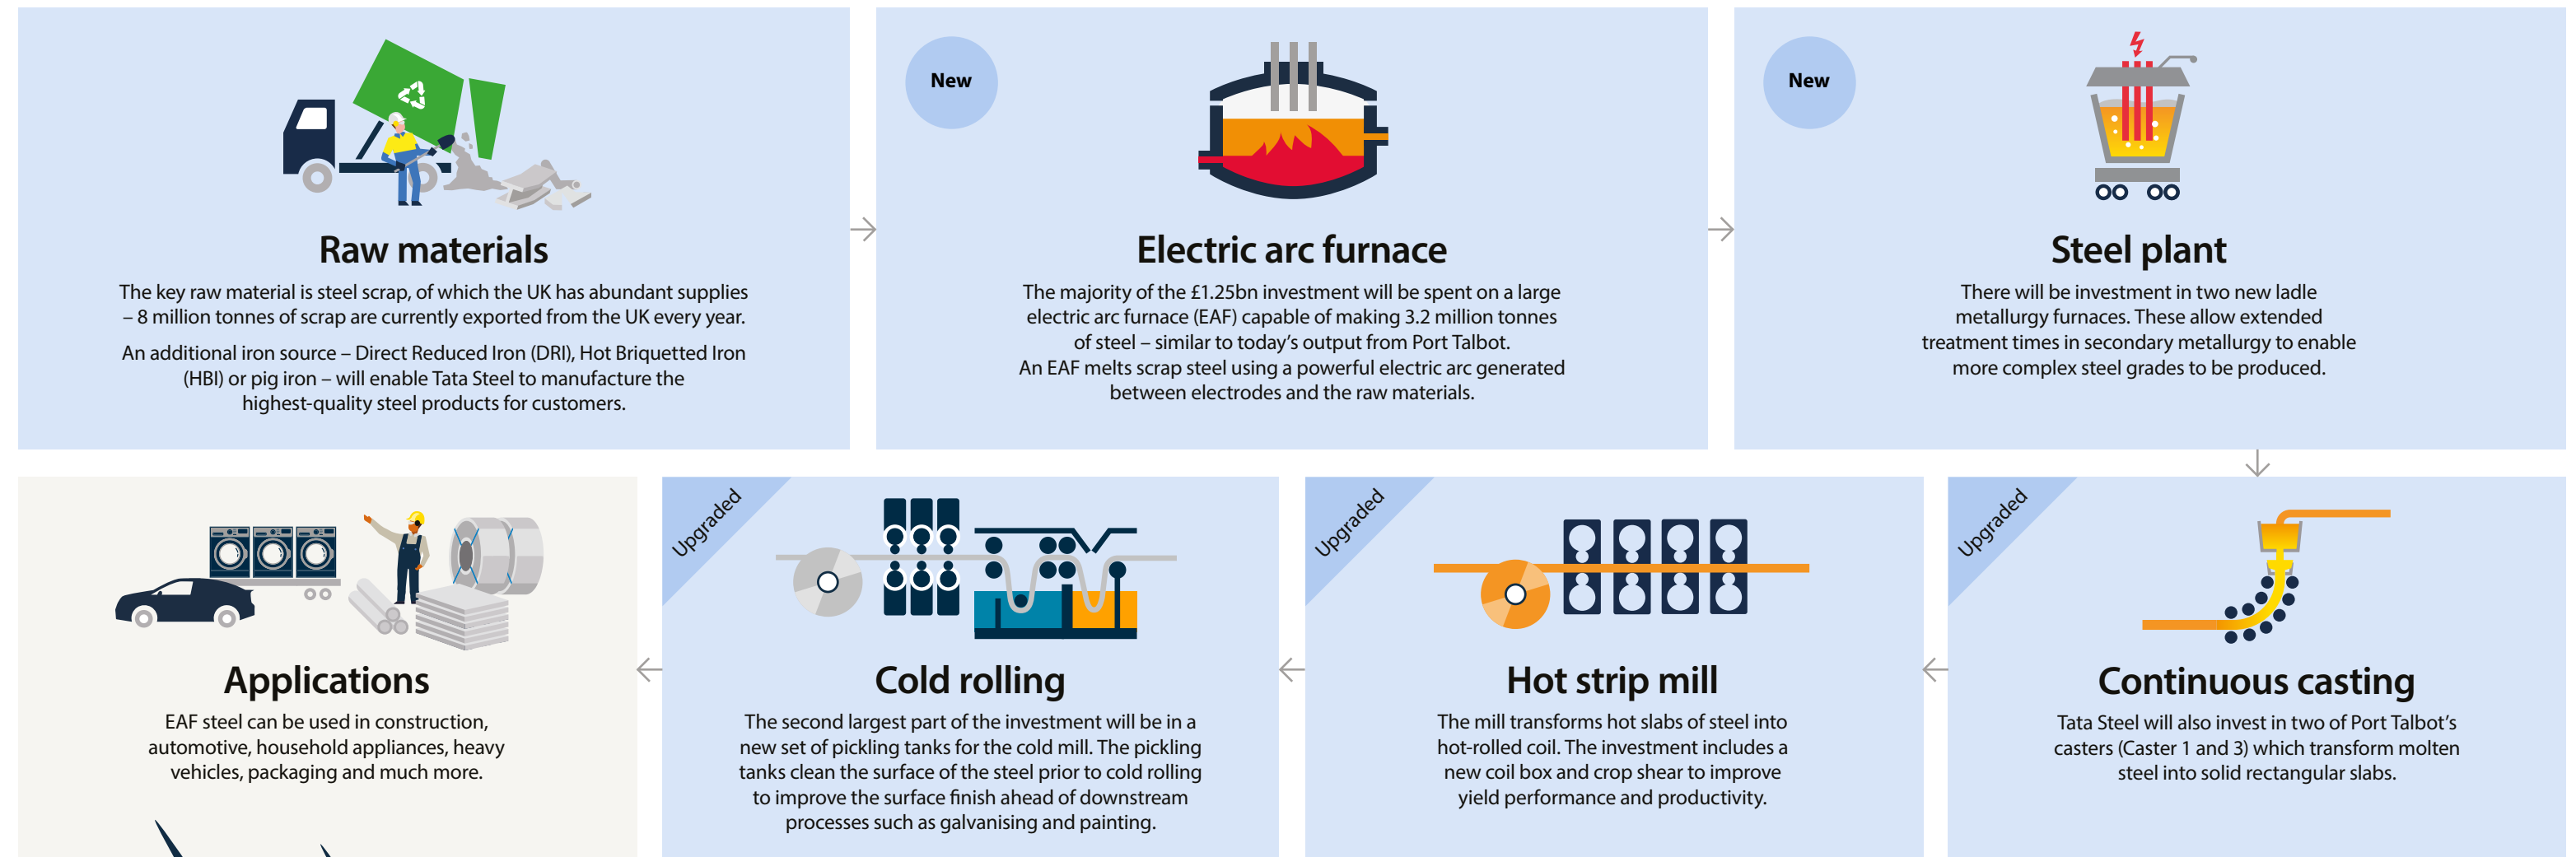 Raw materials
The key raw material is steel scrap, of which the UK has abundant supplies
– 8 million tonnes of scrap are currently exported from the UK every year.
An additional iron source – Direct Reduced Iron (DRI), Hot Briquetted Iron
(HBI) or pig iron – will enable Tata Steel to manufacture the
highest-quality steel products for customers.
New
Electric arc furnace
The majority of the £1.25bn investment will be spent on a large
electric arc furnace (EAF) capable of making 3.2 million tonnes
of steel – similar to today’s output from Port Talbot.
An EAF melts scrap steel using a powerful electric arc generated
between electrodes and the raw materials.
New
Steel plant
There will be investment in two new ladle
metallurgy furnaces. These allow extended
treatment times in secondary metallurgy to enable
more complex steel grades to be produced.
Upgraded
Continuous casting
Tata Steel will also invest in two of Port Talbot’s
casters (Caster 1 and 3) which transform molten
steel into solid rectangular slabs.
Upgraded
Hot strip mill
The mill transforms hot slabs of steel into
hot-rolled coil. The investment includes a
new coil box and crop shear to improve
yield performance and productivity.
Upgraded
Cold rolling
The second largest part of the investment will be in a
new set of pickling tanks for the cold mill. The pickling
tanks clean the surface of the steel prior to cold rolling
to improve the surface finish ahead of downstream
processes such as galvanising and painting.
Applications
EAF steel can be used in construction,
automotive, household appliances, heavy
vehicles, packaging and much more.